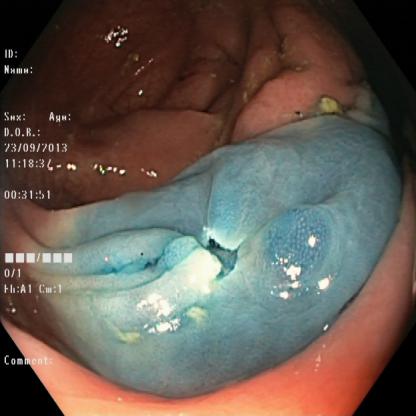 ID:
Name:
Sex: Age:
D.O.B.:
23/09/2013
11:18:37
00:31:51
■■■/■■■
0/1
Eh:A1 Cm:1
Comment: